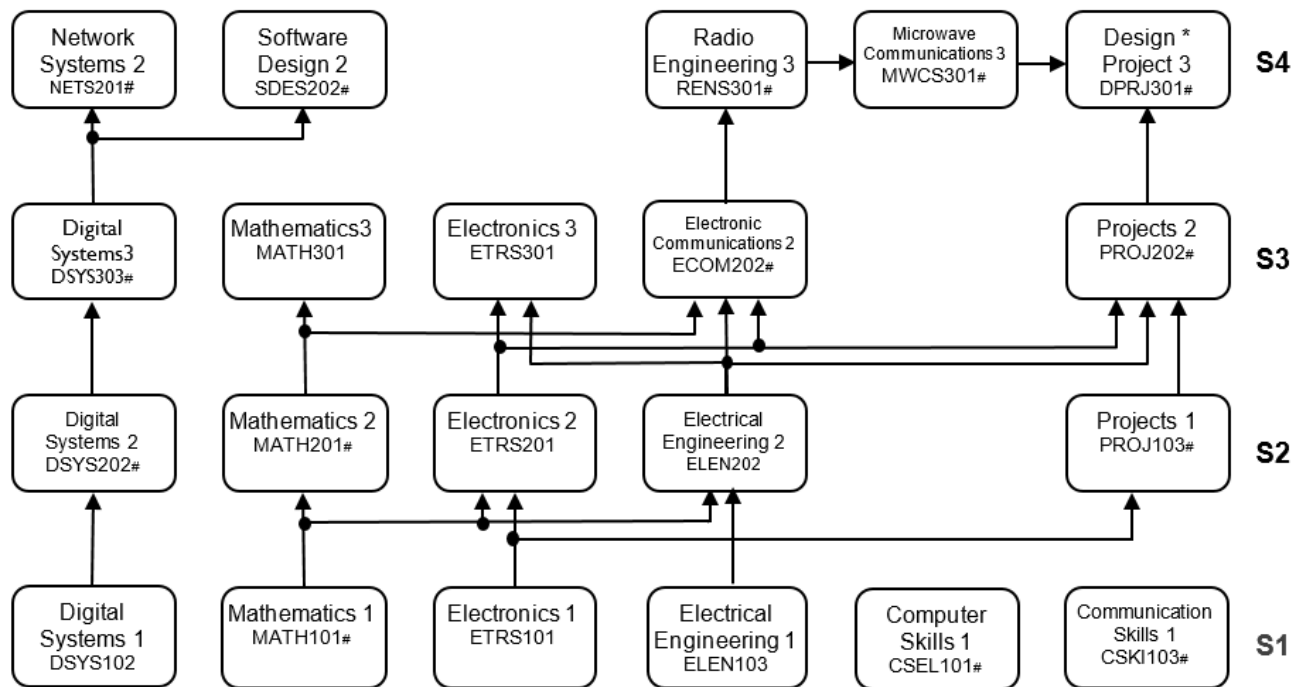 Network
Systems 2
NETS201#
Software
Design 2
SDES202#
Radio
Engineering 3
RENS301#
Microwave
Communications 3
MWCS301#
Design *
Project 3
DPRJ301#
S4
Digital
Systems3
DSYS303#
Mathematics3
MATH301
Electronics 3
ETRS301
Electronic
Communications 2
ECOM202#
Projects 2
PROJ202#
S3
Digital
Systems 2
DSYS202#
Mathematics 2
MATH201#
Electronics 2
ETRS201
Electrical
Engineering 2
ELEN202
Projects 1
PROJ103#
S2
Digital
Systems 1
DSYS102
Mathematics 1
MATH101#
Electronics 1
ETRS101
Electrical
Engineering 1
ELEN103
Computer
Skills 1
CSEL101#
Communication
Skills 1
CSKI103#
S1